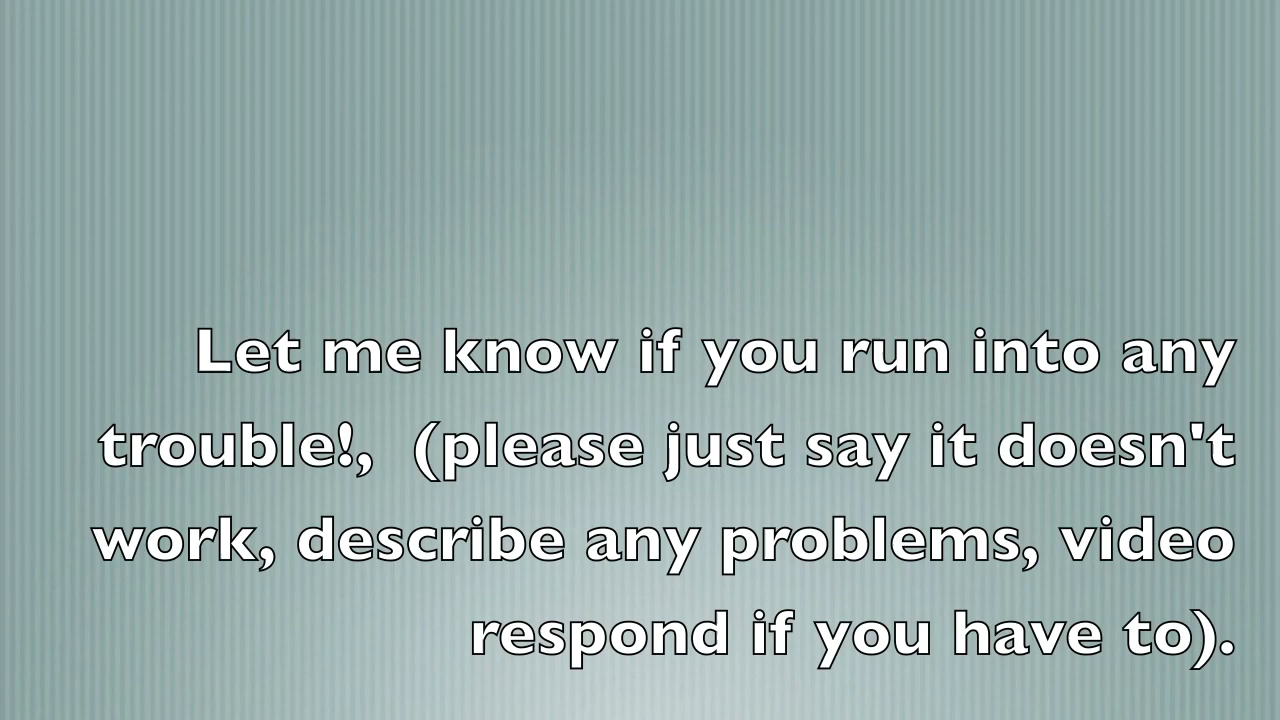 Let me know if you run into any
trouble!,  (please just say it doesn't
work, describe any problems, video
respond if you have to).